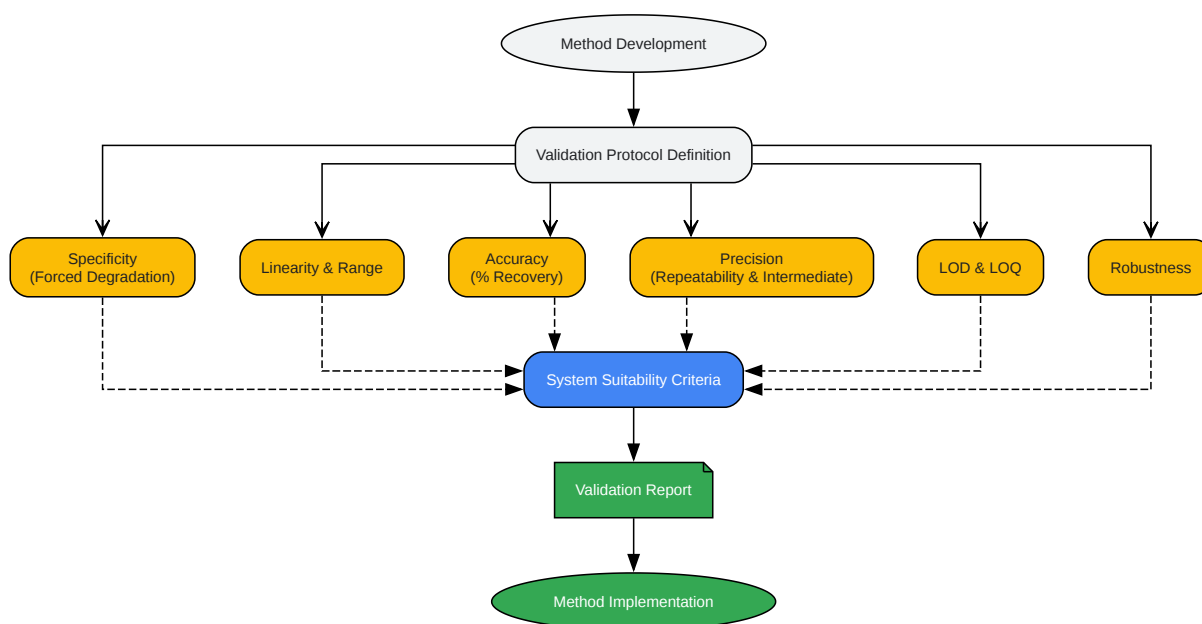 Method Development
Validation Protocol Definition
Specificity
(Forced Degradation)
Linearity & Range
Accuracy
(% Recovery)
Precision
(Repeatability & Intermediate)
LOD & LOQ
Robustness
System Suitability Criteria
Validation Report
Method Implementation